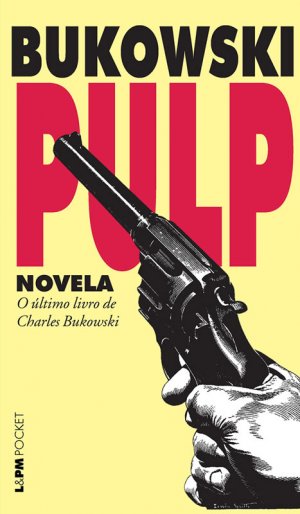 BUKOWSKI
PULP
NOVELA
O último livro de
Charles Bukowski
L&PM POCKET